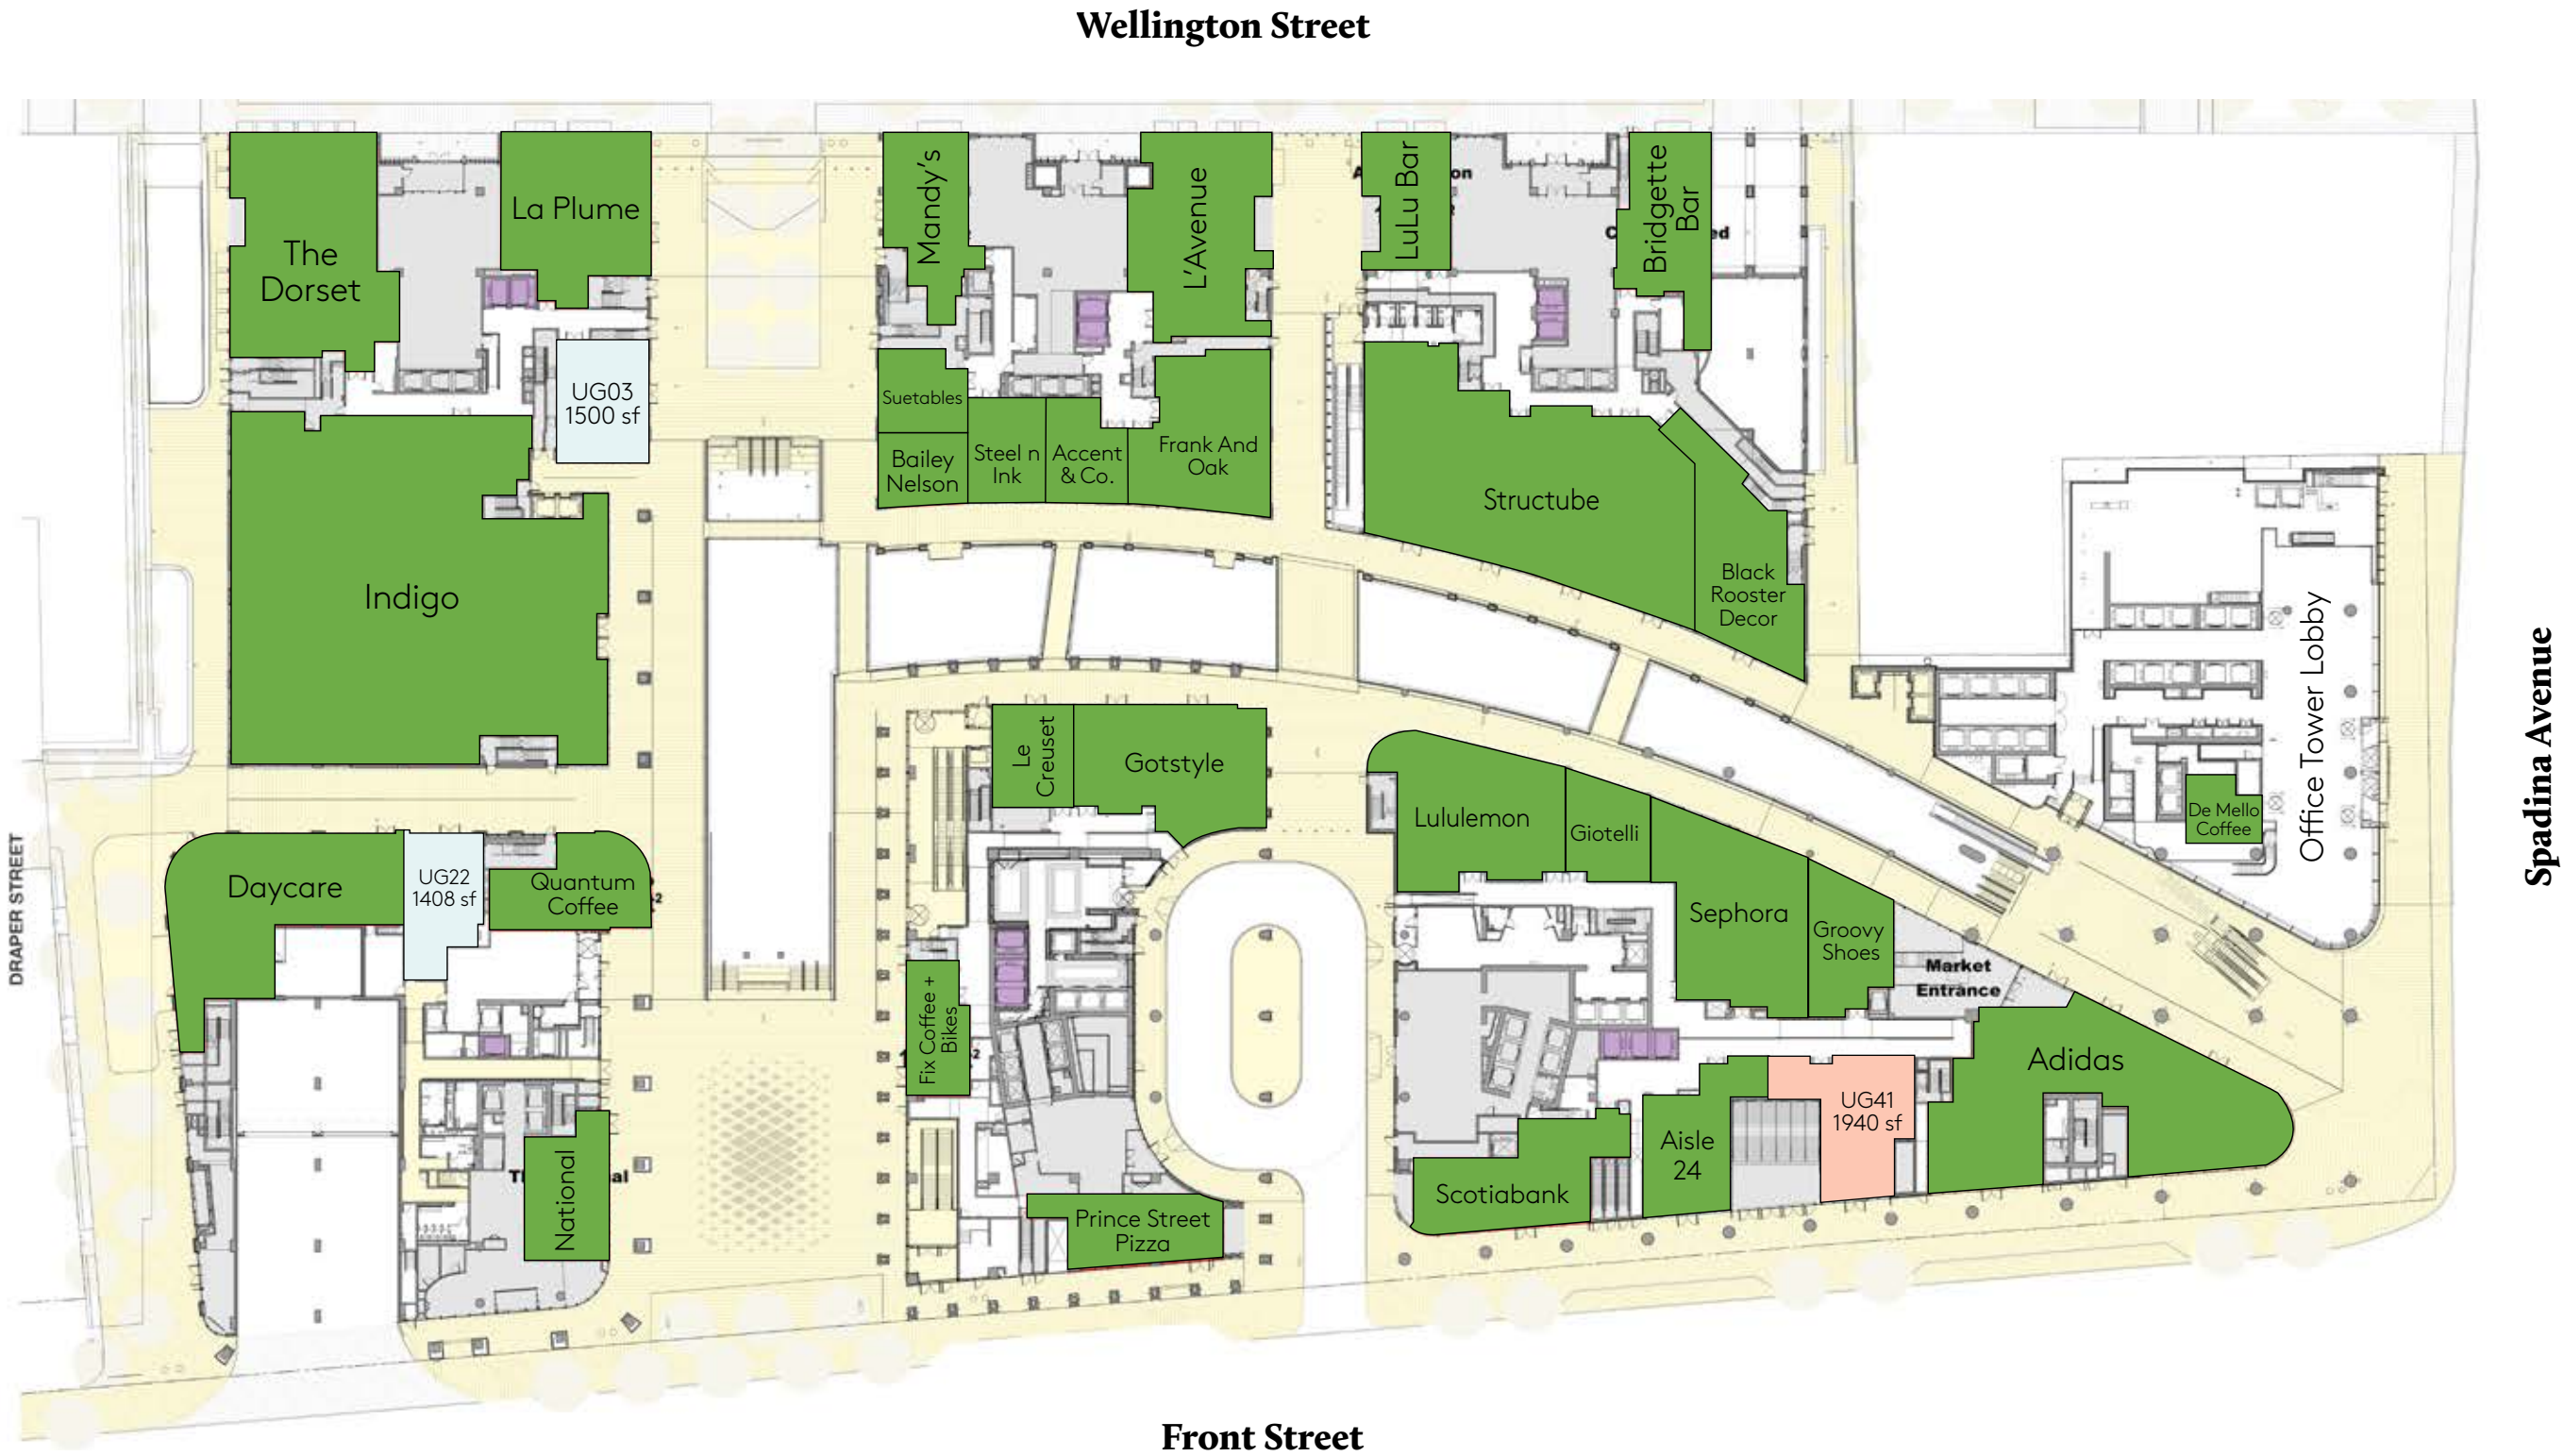 Wellington Street
The
Dorset
La Plume
Mandy's
L'Avenue
LuLu Bar
Bridgette
Bar
UG03
1500 sf
Suetables
Bailey
Nelson
Steel n
Ink
Accent
& Co.
Frank And
Oak
Structube
Black
Rooster
Decor
Indigo
Office Tower Lobby
Spadina Avenue
Le
Creuset
Gotstyle
Lululemon
Giotelli
De Mello
Coffee
DRAPER STREET
Daycare
UG22
1408 sf
Quantum
Coffee
Sephora
Groovy
Shoes
Market
Entrance
Fix Coffee +
Bikes
Adidas
UG41
1940 sf
Aisle
24
National
Scotiabank
Prince Street
Pizza
Front Street